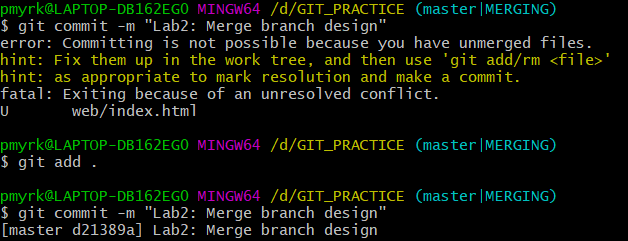 pmyrk@LAPTOP-DB162EGO MINGW64 /d/GIT_PRACTICE (master|MERGING)
$ git commit -m "Lab2: Merge branch design"
error: Committing is not possible because you have unmerged files.
hint: Fix them up in the work tree, and then use 'git add/rm <file>'
hint: as appropriate to mark resolution and make a commit.
fatal: Exiting because of an unresolved conflict.
U       web/index.html
pmyrk@LAPTOP-DB162EGO MINGW64 /d/GIT_PRACTICE (master|MERGING)
$ git add .
pmyrk@LAPTOP-DB162EGO MINGW64 /d/GIT_PRACTICE (master|MERGING)
$ git commit -m "Lab2: Merge branch design"
[master d21389a] Lab2: Merge branch design